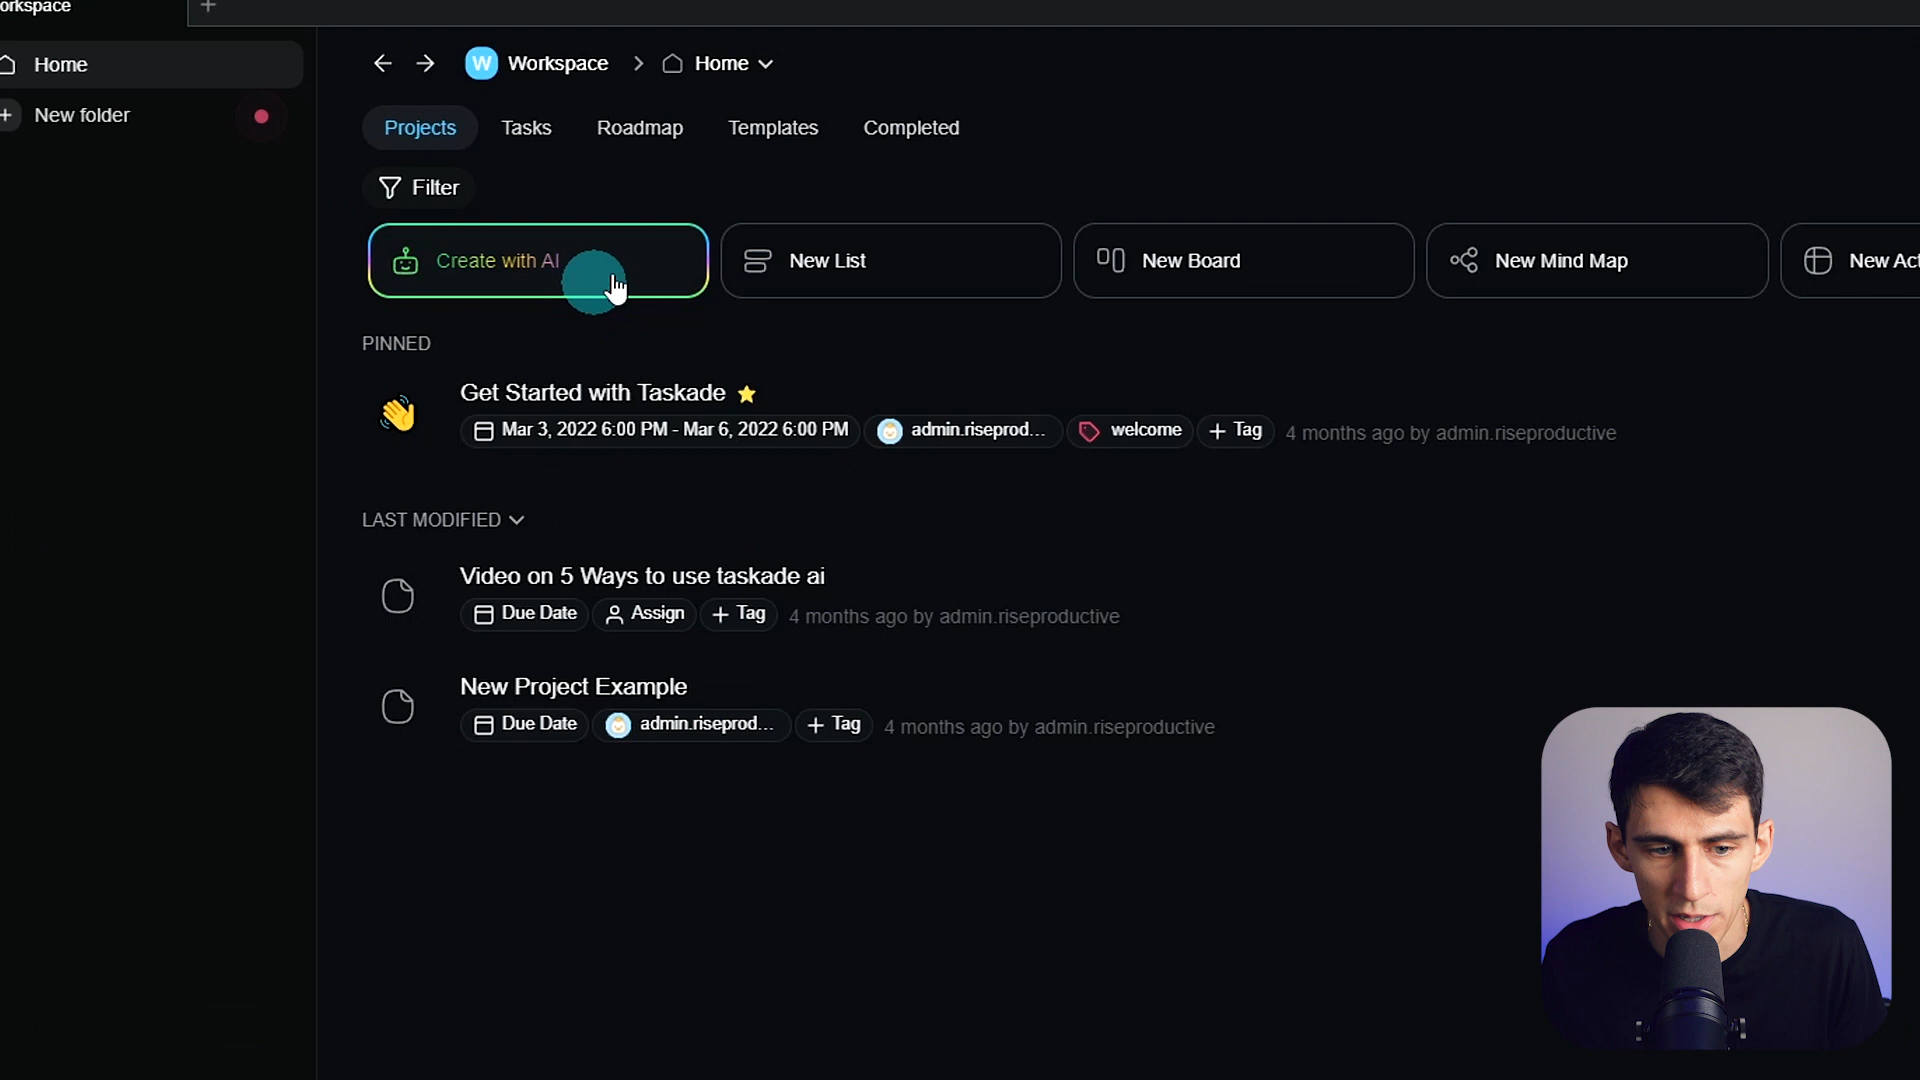 orkspace
Home
New folder
W Workspace Home
Projects Tasks Roadmap Templates Completed
Filter
Create with AI New List New Board New Mind Map New Act
PINNED
Get Started with Taskade
Mar 3, 2022 6:00 PM - Mar 6, 2022 6:00 PM admin.riseprod... welcome + Tag 4 months ago by admin.riseproductive
LAST MODIFIED
Video on 5 Ways to use taskade ai
Due Date Assign + Tag 4 months ago by admin.riseproductive
New Project Example
Due Date admin.riseprod... + Tag 4 months ago by admin.riseproductive